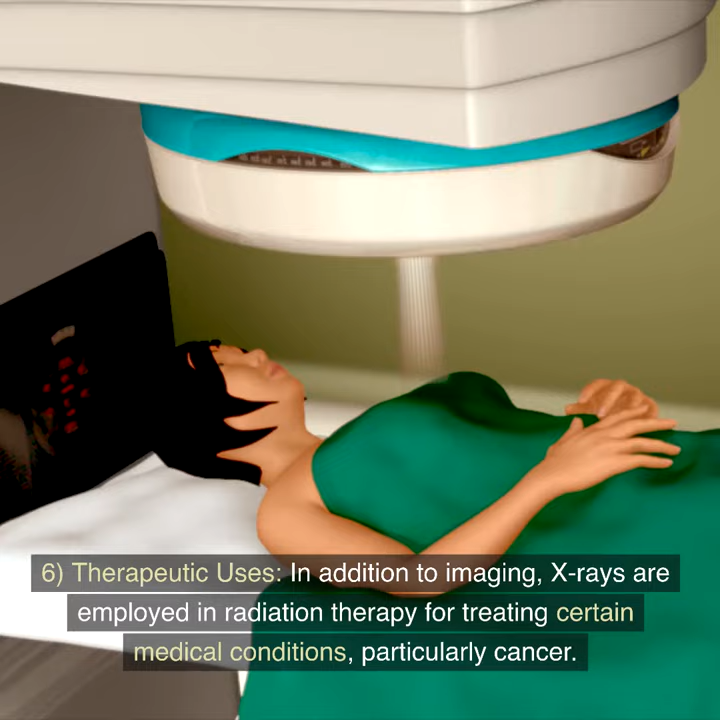 6) Therapeutic Uses: In addition to imaging, X-rays are
employed in radiation therapy for treating certain
medical conditions, particularly cancer.